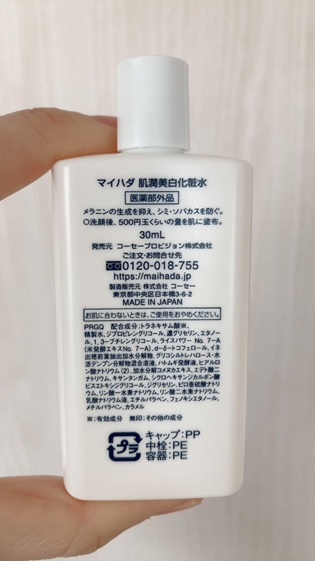 マイハダ 肌潤美白化粧水
医薬部外品
メラニンの生成を抑え、シミ・ソバカスを防ぐ。
○洗顔後、500円玉くらいの量を肌に塗布。
30mL
発売元 コーセープロビジョン株式会社
ご注文・お問合せ先
0120-018-755
https://maihada.jp
製造販売元 株式会社 コーセー
東京都中央区日本橋3-6-2
MADE IN JAPAN
お肌に合わないときは、ご使用をおやめください。
PRGQ 配合成分:トラネキサム酸※,
精製水,ジプロピレングリコール,濃グリセリン,エタノー
ル,1,3-ブチレングリコール,ライスパワー No. 7-A
(米発酵エキスNo. 7-A),d-δ-トコフェロール,イネ
出穂前葉抽出加水分解物,グリコシルトレハロース・水
添デンプン分解物混合溶液,ハトムギ発酵液,ヒアルロ
ン酸ナトリウム(2),加水分解コメヌカエキス,エデト酸二
ナトリウム,キサンタンガム,シクロヘキサンジカルボン酸
ビスエトキシジグリコール,ジグリセリン,ピロ亜硫酸ナト
リウム,リン酸一水素ナトリウム,リン酸二水素ナトリウム,
乳酸ナトリウム液,エチルパラベン,フェノキシエタノール,
メチルパラベン,カラメル
※:有効成分 無印:その他の成分
プラ
キャップ:PP
中栓:PE
容器:PE